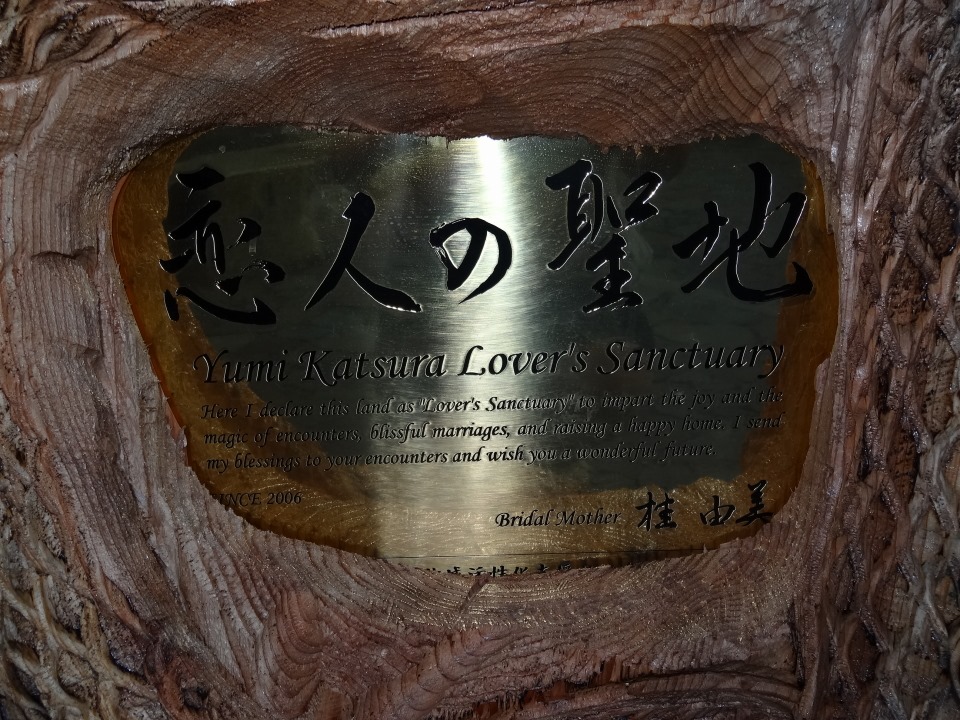 恋人の聖地
Yumi Katsura Lover's Sanctuary
Here I declare this land as "Lover's Sanctuary" to impart the joy and the
magic of encounters, blissful marriages, and raising a happy home. I send
my blessings to your encounters and wish you a wonderful future.
SINCE 2006
Bridal Mother 桂 由美